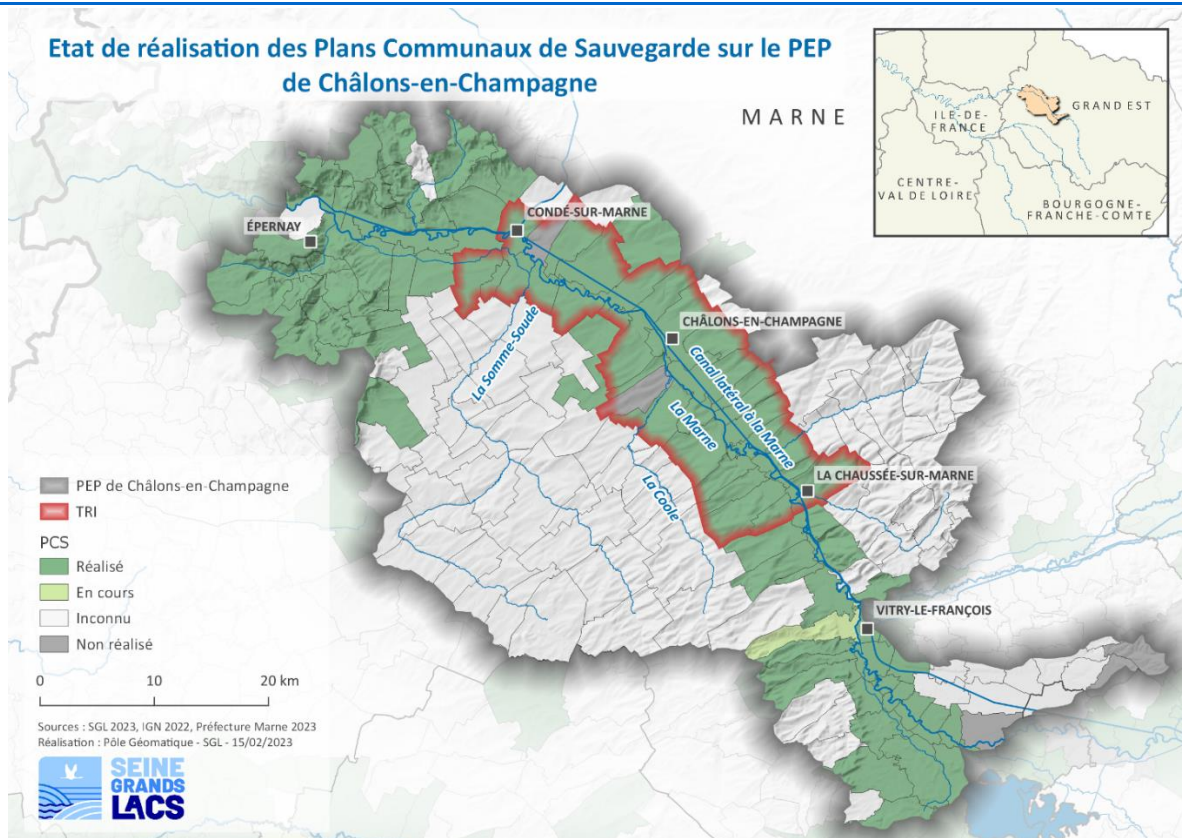 Etat de réalisation des Plans Communaux de Sauvegarde sur le PEP
de Châlons-en-Champagne
MARNE
ILE-DE-
FRANCE
GRAND EST
CENTRE-
VAL DE LOIRE
BOURGOGNE-
FRANCHE-COMTE
ÉPERNAY
CONDÉ-SUR-MARNE
CHÂLONS-EN-CHAMPAGNE
La Somme-Soude
Canal latéral à la Marne
La Marne
La Coole
LA CHAUSSÉE-SUR-MARNE
VITRY-LE-FRANÇOIS
PEP de Châlons-en-Champagne
TRI
PCS
Réalisé
En cours
Inconnu
Non réalisé
0 10 20 km
Sources : SGL 2023, IGN 2022, Préfecture Marne 2023
Réalisation : Pôle Géomatique - SGL - 15/02/2023
SEINE
GRANDS
LACS